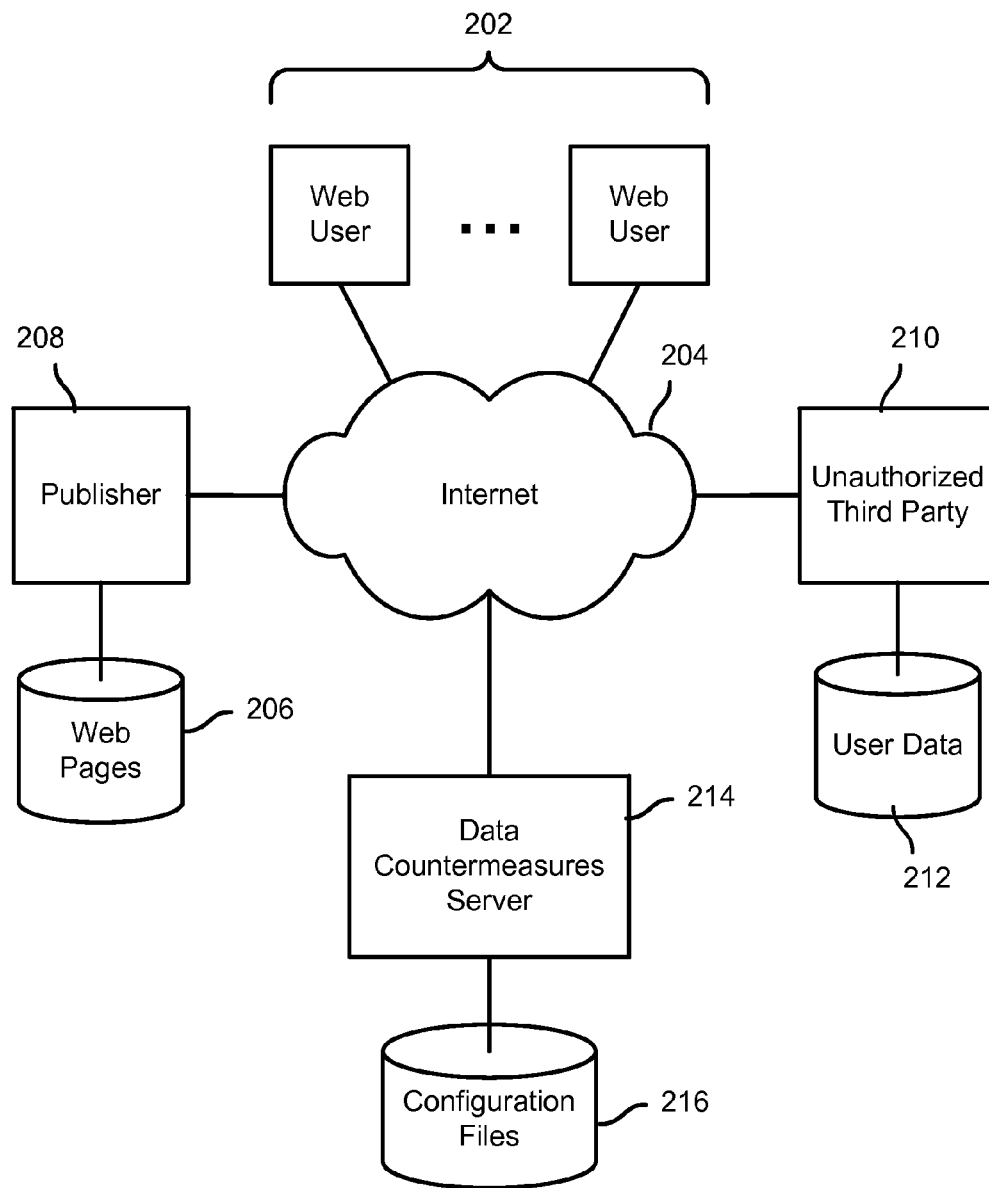 202
Web
User
...
Web
User
208
204
210
Publisher
Internet
Unauthorized
Third Party
Web
Pages
206
User Data
212
Data
Countermeasures
Server
214
Configuration
Files
216